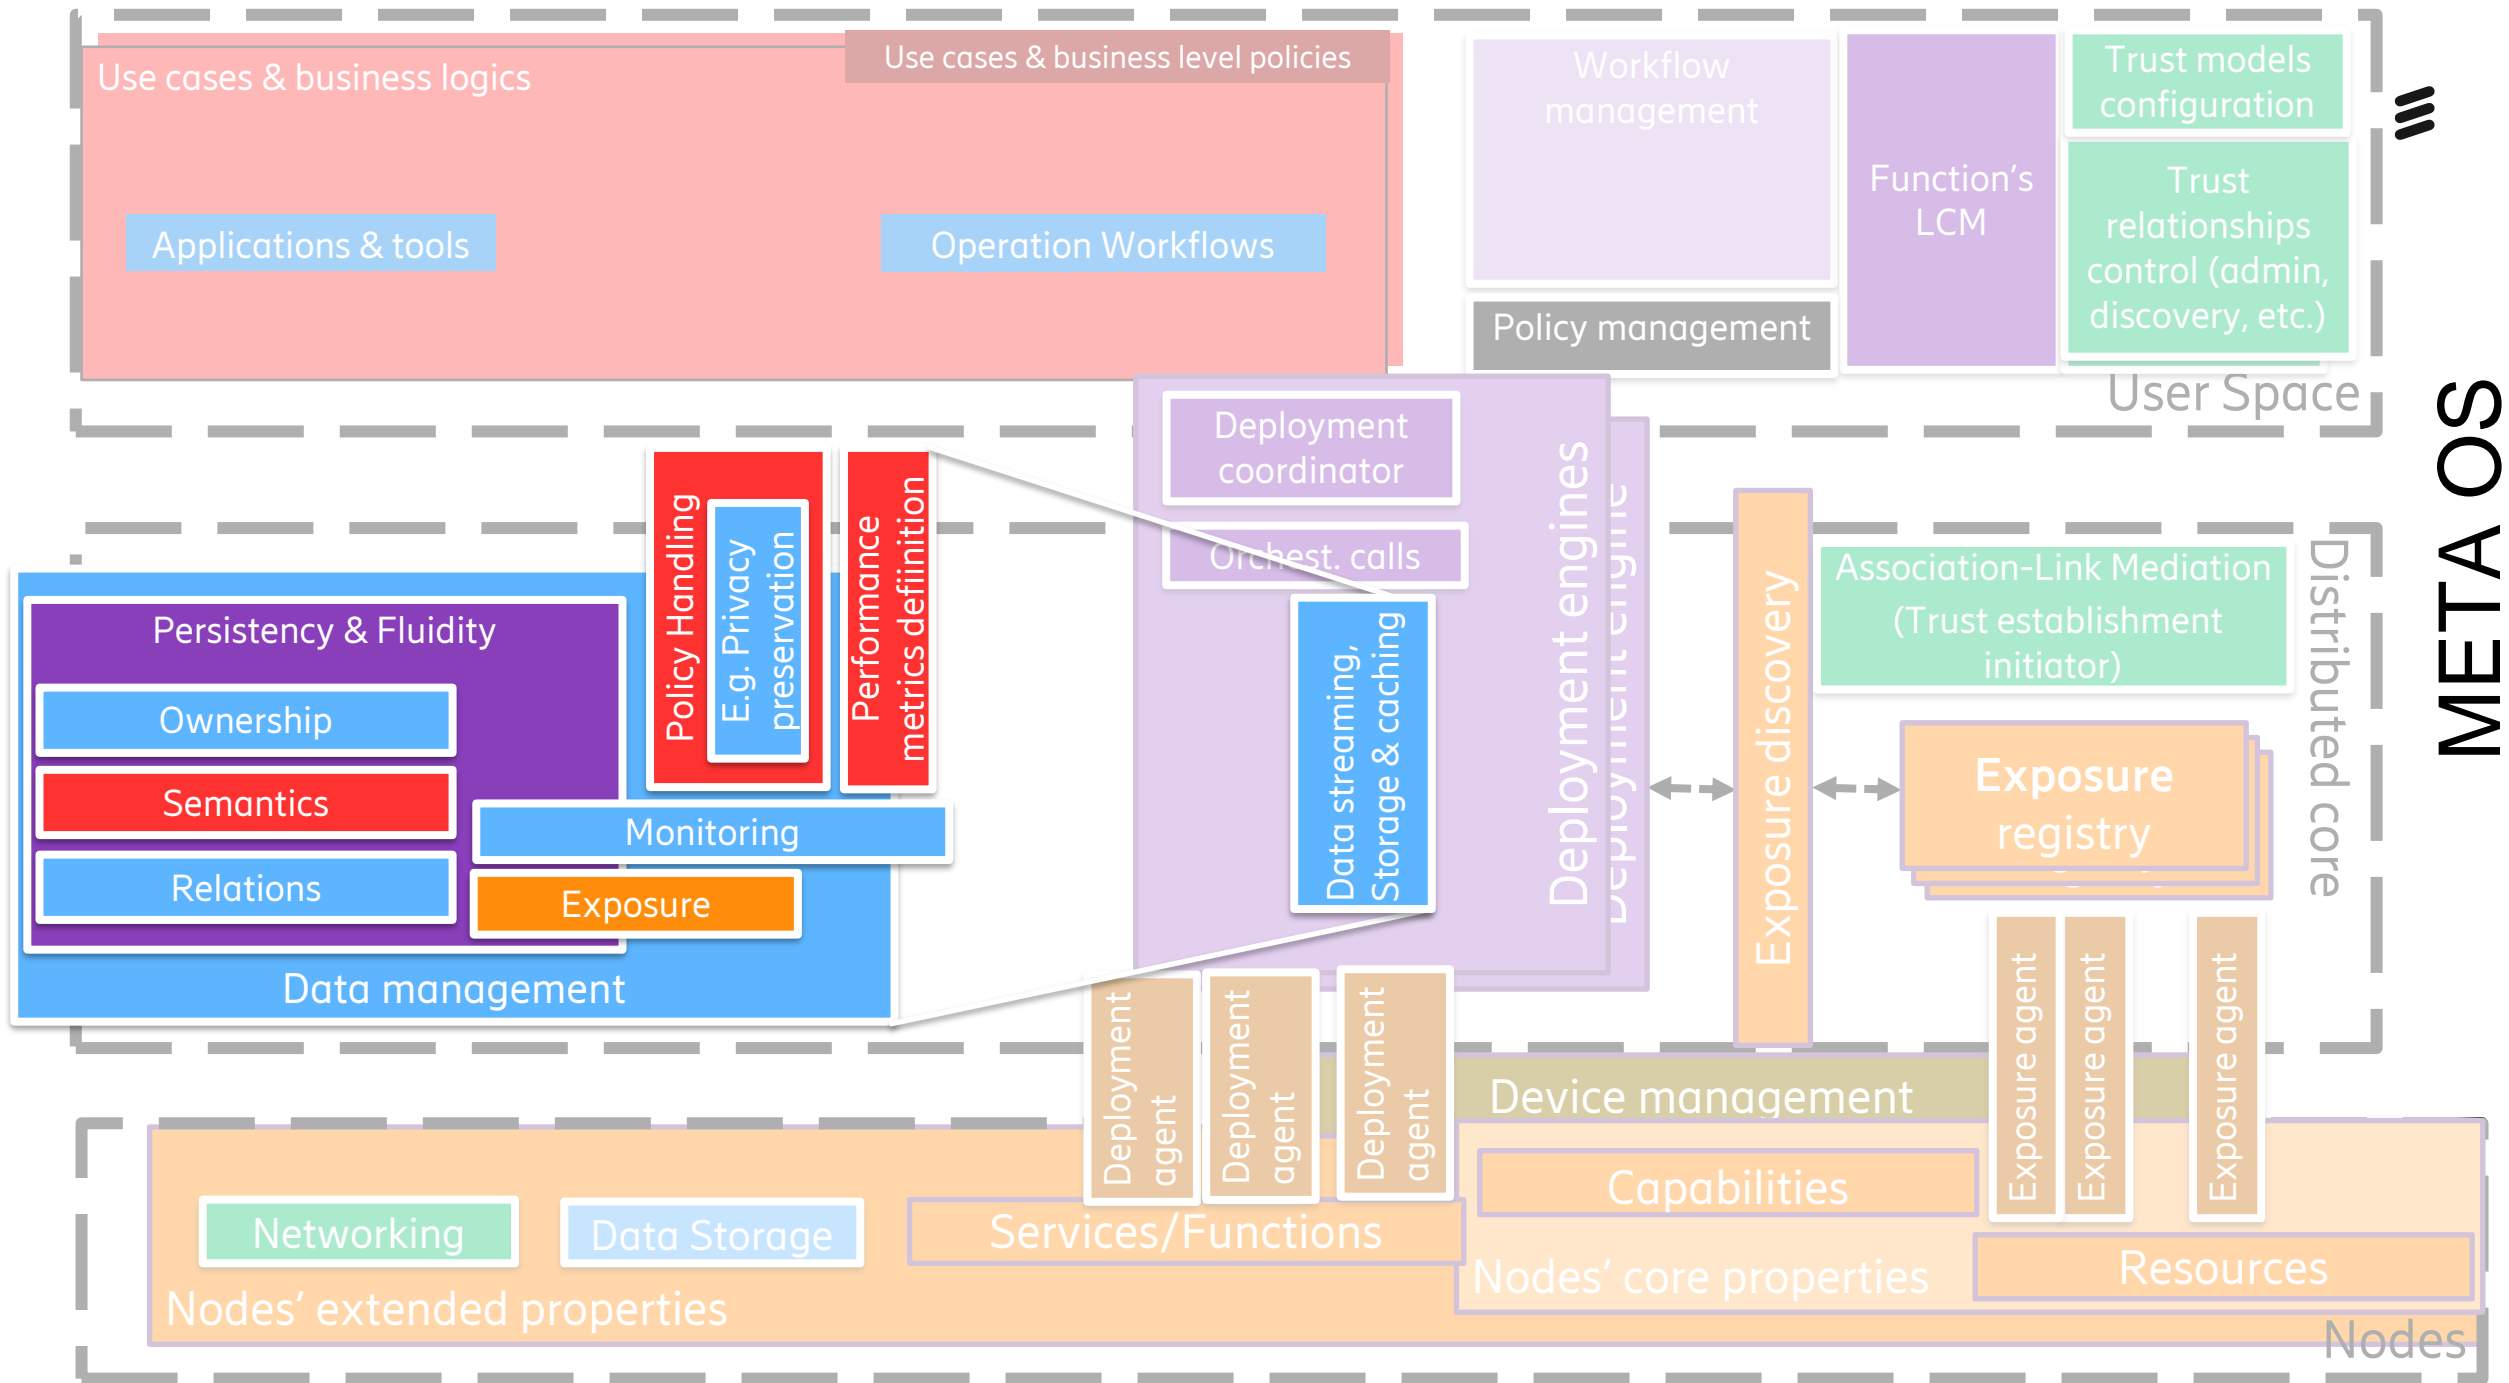 Use cases & business level policies
Use cases & business logics
Applications & tools
Operation Workflows
Workflow
management
Policy management
Function's
LCM
Trust models
configuration
Trust
relationships
control (admin,
discovery, etc.)
User Space
META OS
Policy Handling
E.g. Privacy
preservation
Performance
metrics defiinition
Deployment
coordinator
Orchest. calls
Data streaming,
Storage & caching
Deployment engines
Deployment engine
Exposure discovery
Association-Link Mediation
(Trust establishment
initiator)
Exposure
registry
Distributed core
Persistency & Fluidity
Ownership
Semantics
Relations
Monitoring
Exposure
Data management
Deployment
agent
Deployment
agent
Deployment
agent
Exposure agent
Exposure agent
Exposure agent
Device management
Capabilities
Resources
Nodes' core properties
Networking
Data Storage
Services/Functions
Nodes' extended properties
Nodes